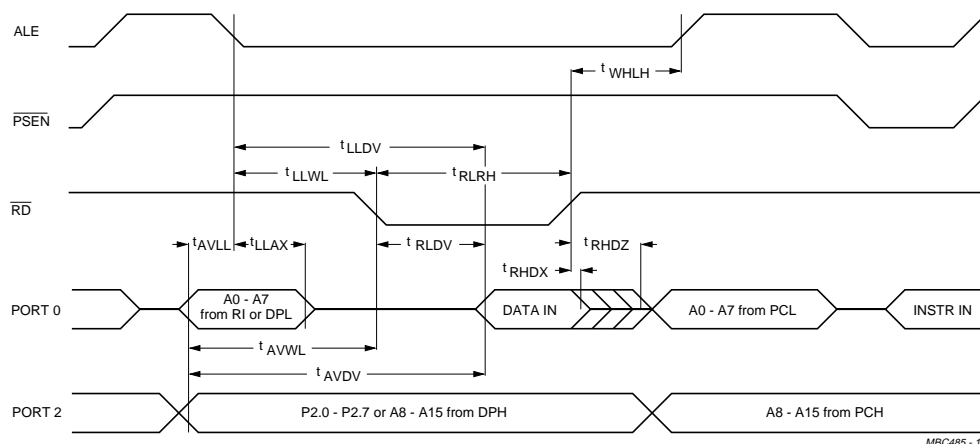 ALE
t WHLH
PSEN
t LLDV
t LLWL
t RLRH
RD
t AVLL
t LLAX
t RLDV
t RHDZ
t RHDX
PORT 0
A0 - A7
from RI or DPL
DATA IN
A0 - A7 from PCL
INSTR IN
t AVWL
t AVDV
PORT 2
P2.0 - P2.7 or A8 - A15 from DPH
A8 - A15 from PCH
MBC485 - 1